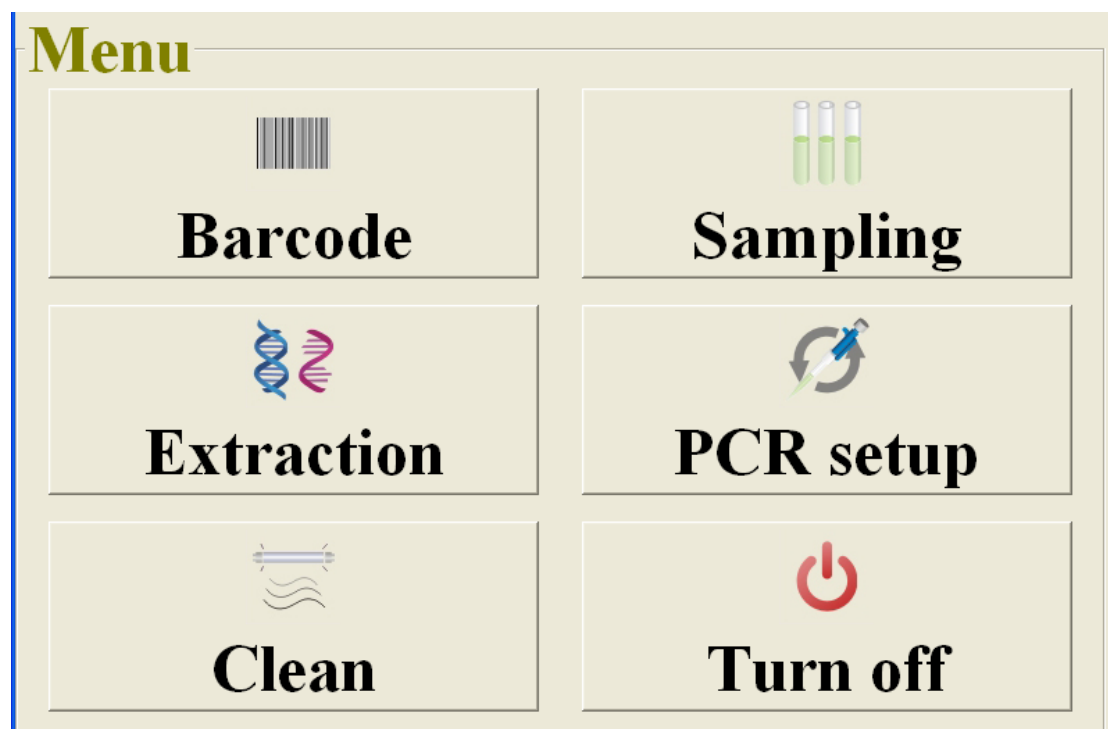 Menu
Barcode
Sampling
Extraction
PCR setup
Clean
Turn off